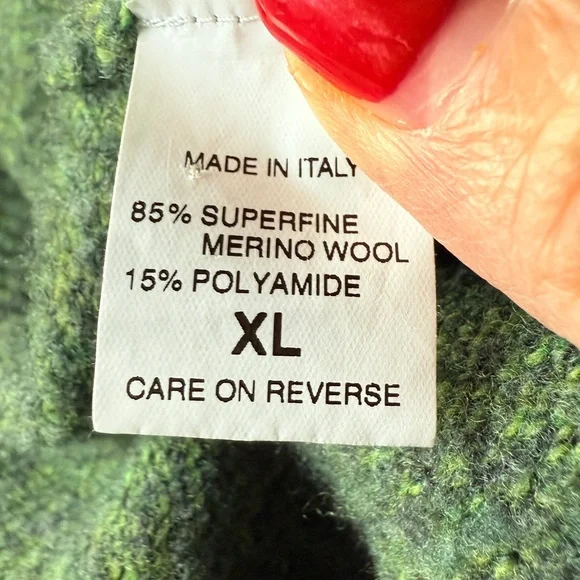 MADE IN ITALY
85% SUPERFINE
MERINO WOOL
15% POLYAMIDE
XL
CARE ON REVERSE